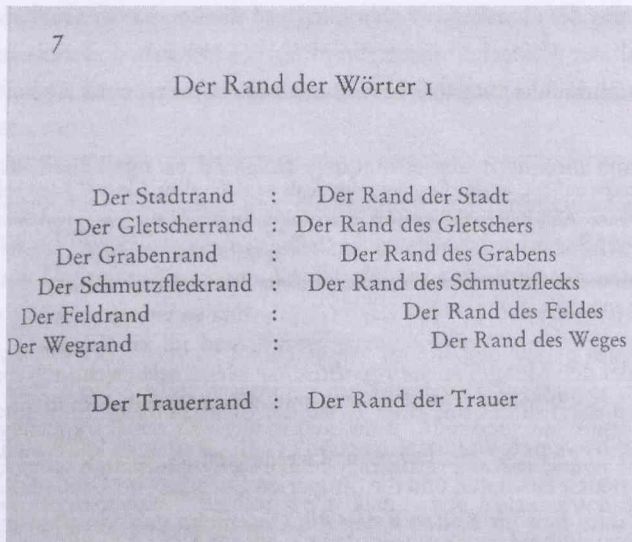 7
Der Rand der Wörter 1
Der Stadtrand : Der Rand der Stadt
Der Gletscherrand : Der Rand des Gletschers
Der Grabenrand : Der Rand des Grabens
Der Schmutzfleckrand : Der Rand des Schmutzflecks
Der Feldrand : Der Rand des Feldes
Der Wegrand : Der Rand des Weges
Der Trauerrand : Der Rand der Trauer